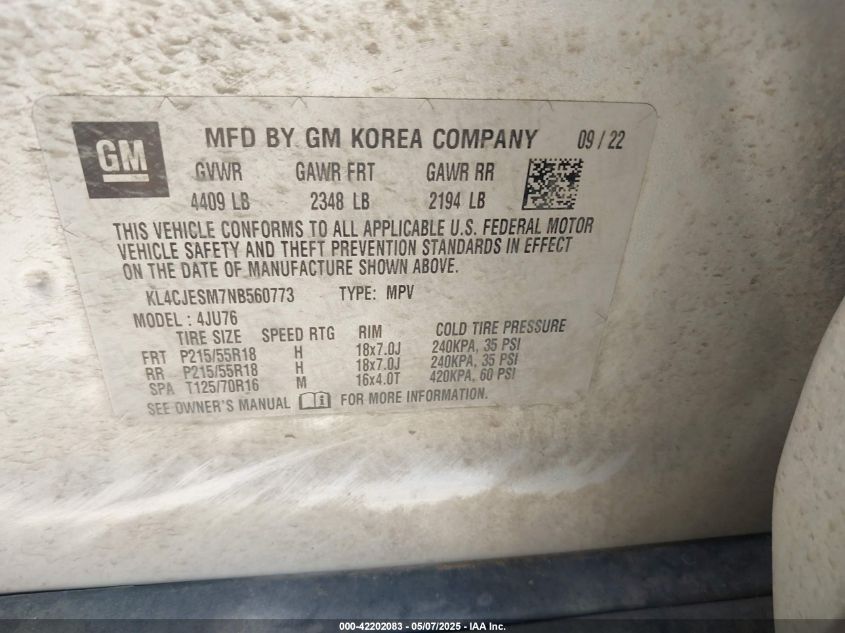 GM
MFD BY GM KOREA COMPANY 09 / 22
GVWR GAWR FRT GAWR RR
4409 LB 2348 LB 2194 LB
THIS VEHICLE CONFORMS TO ALL APPLICABLE U.S. FEDERAL MOTOR
VEHICLE SAFETY AND THEFT PREVENTION STANDARDS IN EFFECT
ON THE DATE OF MANUFACTURE SHOWN ABOVE.
KL4CJESM7NB560773 TYPE: MPV
MODEL : 4JU76
TIRE SIZE SPEED RTG RIM COLD TIRE PRESSURE
FRT P215/55R18 H 18x7.0J 240KPA, 35 PSI
RR P215/55R18 H 18x7.0J 240KPA, 35 PSI
SPA T125/70R16 M 16x4.0T 420KPA, 60 PSI
SEE OWNER'S MANUAL FOR MORE INFORMATION.
000-42202083 - 05/07/2025 - IAA Inc.